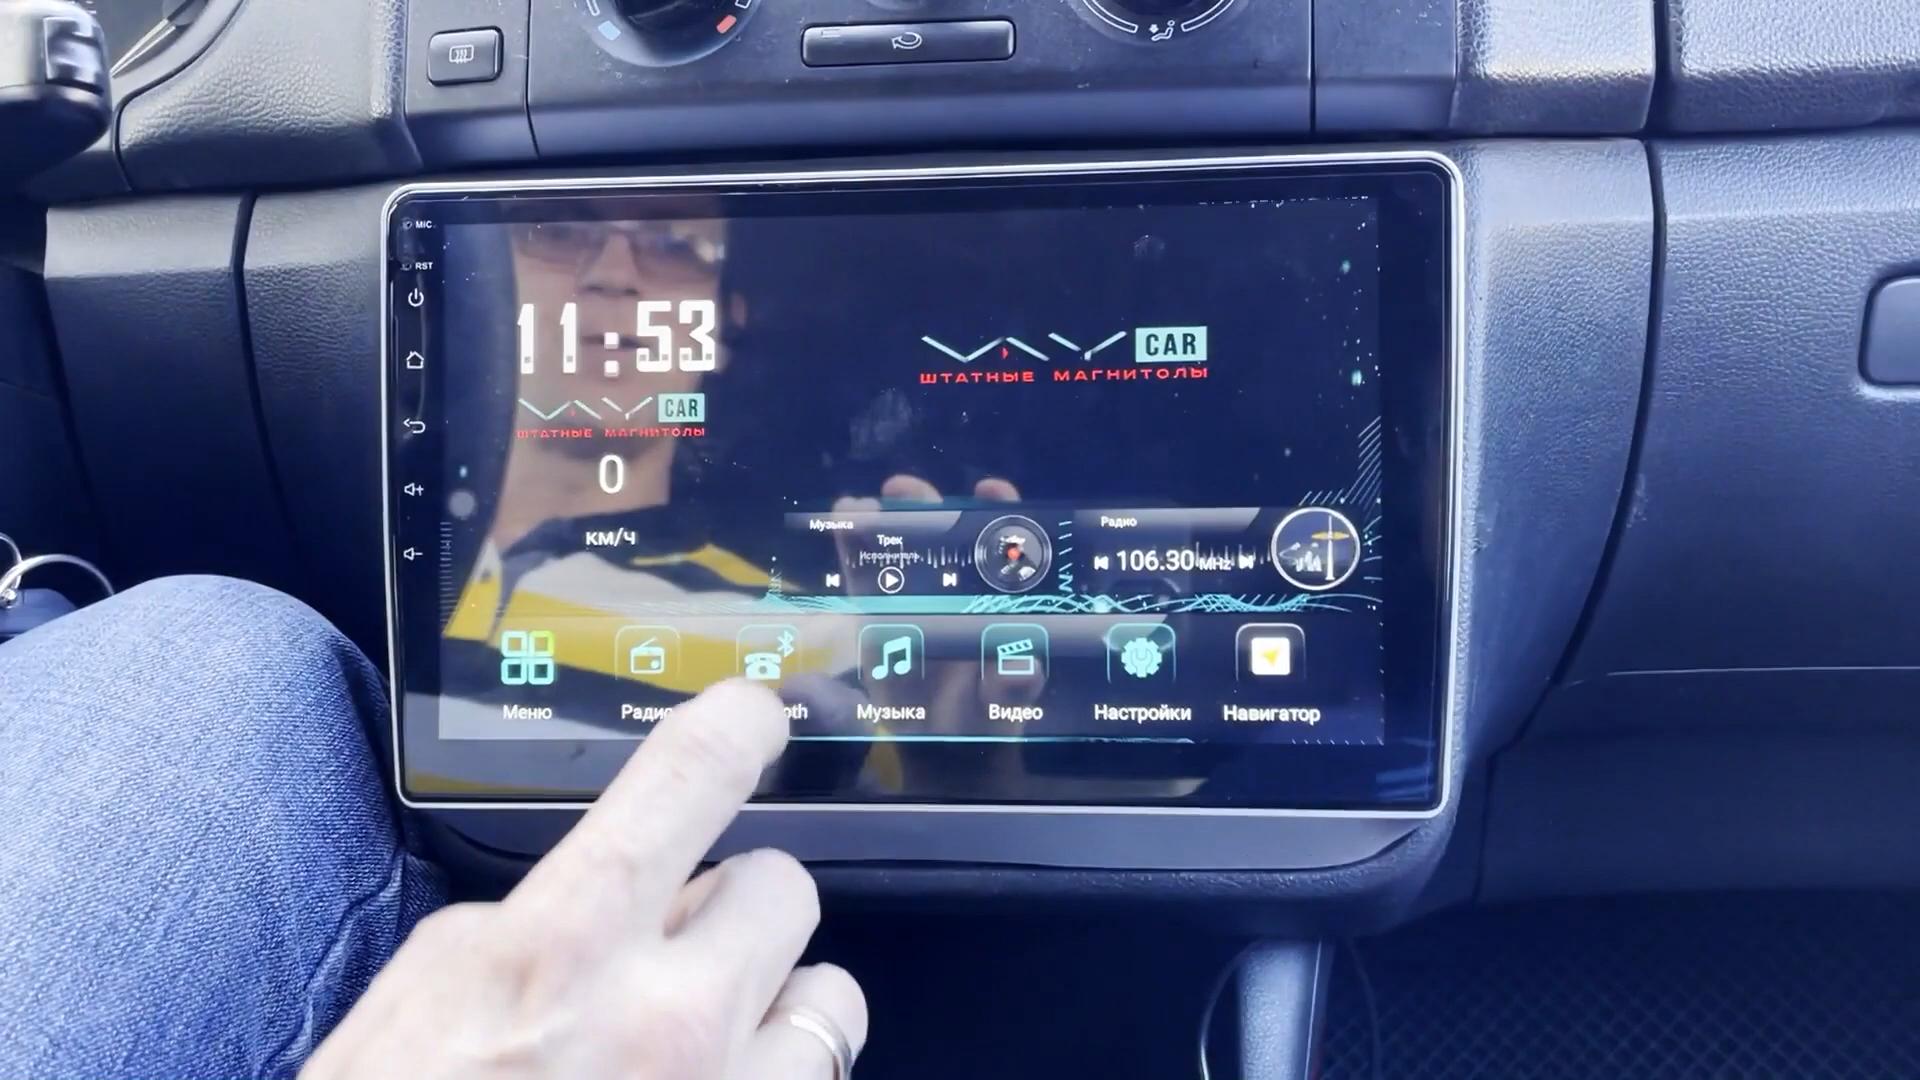 MIC
RST
11:53
CAR
ШТАТНЫЕ МАГНИТОЛЫ
CAR
ШТАТНЫЕ МАГНИТОЛЫ
0
км/ч
Музыка
Трек
Исполнитель
Радио
106.30 MHz
Меню
Радио
oth
Музыка
Видео
Настройки
Навигатор